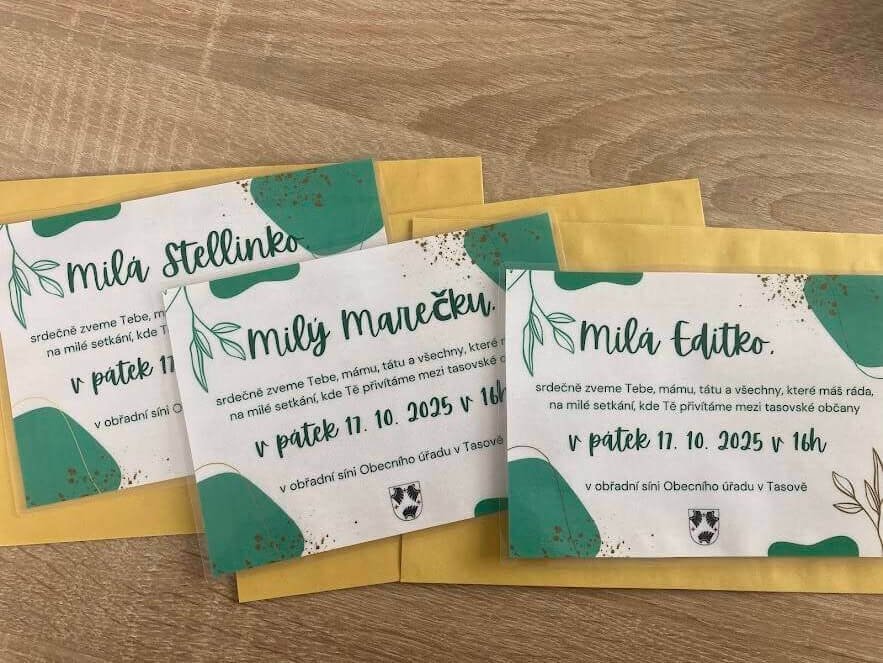 Milá Stellinko
srdečně zveme Tebe,
na milé setkání, kde
v pátek 17
v obřadní síni
Milý Marečku.
srdečně zveme Tebe, mámu, tátu a všechny, které
na milé setkání, kde Tě přivítáme mezi tasovské
v pátek 17. 10. 2025 v 16h
v obřadní síni Obecního úřadu v Tasově
Milá Editko.
srdečně zveme Tebe, mámu, tátu a všechny, které máš ráda,
na milé setkání, kde Tě přivítáme mezi tasovské občany
v pátek 17. 10. 2025 v 16h
v obřadní síni Obecního úřadu v Tasově